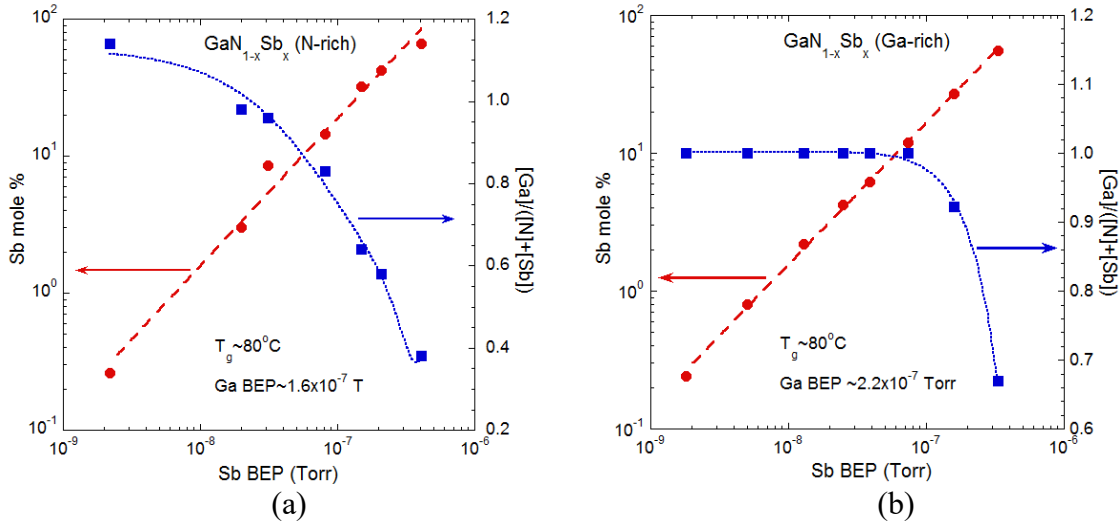 GaN1-xSbx (N-rich)
Sb mole %
10^2
10^1
10^0
10^-1
1.2
1.0
0.8
0.6
0.4
0.2
[Ga]/([N]+[Sb])
Tg~80°C
Ga BEP~1.6x10^-7 T
10^-9
10^-8
10^-7
10^-6
Sb BEP (Torr)
(a)
GaN1-xSbx (Ga-rich)
Sb mole %
10^2
10^1
10^0
10^-1
1.2
1.1
1.0
0.9
0.8
0.7
0.6
[Ga]/([N]+[Sb])
Tg~80°C
Ga BEP ~2.2x10^-7 Torr
10^-9
10^-8
10^-7
10^-6
Sb BEP (Torr)
(b)